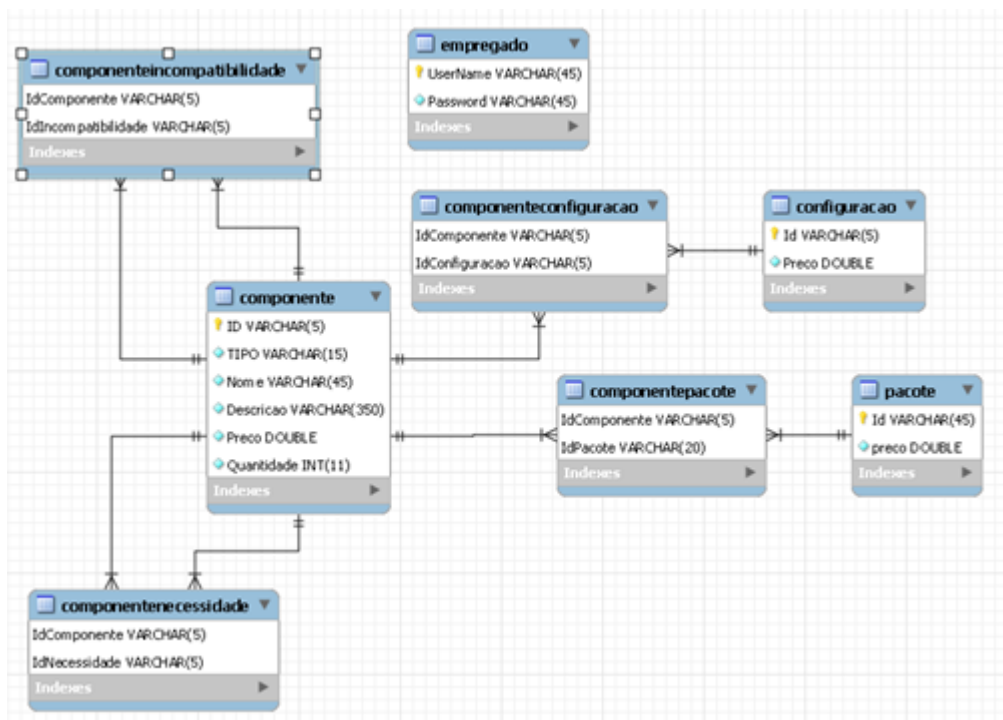 componenteincompatibilidade
IdComponente VARCHAR(5)
IdIncompatibilidade VARCHAR(5)
Indexes
empregado
UserName VARCHAR(45)
Password VARCHAR(45)
Indexes
componenteconfiguracao
IdComponente VARCHAR(5)
IdConfiguracao VARCHAR(5)
Indexes
configuracao
Id VARCHAR(5)
Preco DOUBLE
Indexes
componente
ID VARCHAR(5)
TIPO VARCHAR(15)
Nome VARCHAR(45)
Descricao VARCHAR(350)
Preco DOUBLE
Quantidade INT(11)
Indexes
componentepacote
IdComponente VARCHAR(5)
IdPacote VARCHAR(20)
Indexes
pacote
Id VARCHAR(45)
preco DOUBLE
Indexes
componentenecessidade
IdComponente VARCHAR(5)
IdNecessidade VARCHAR(5)
Indexes